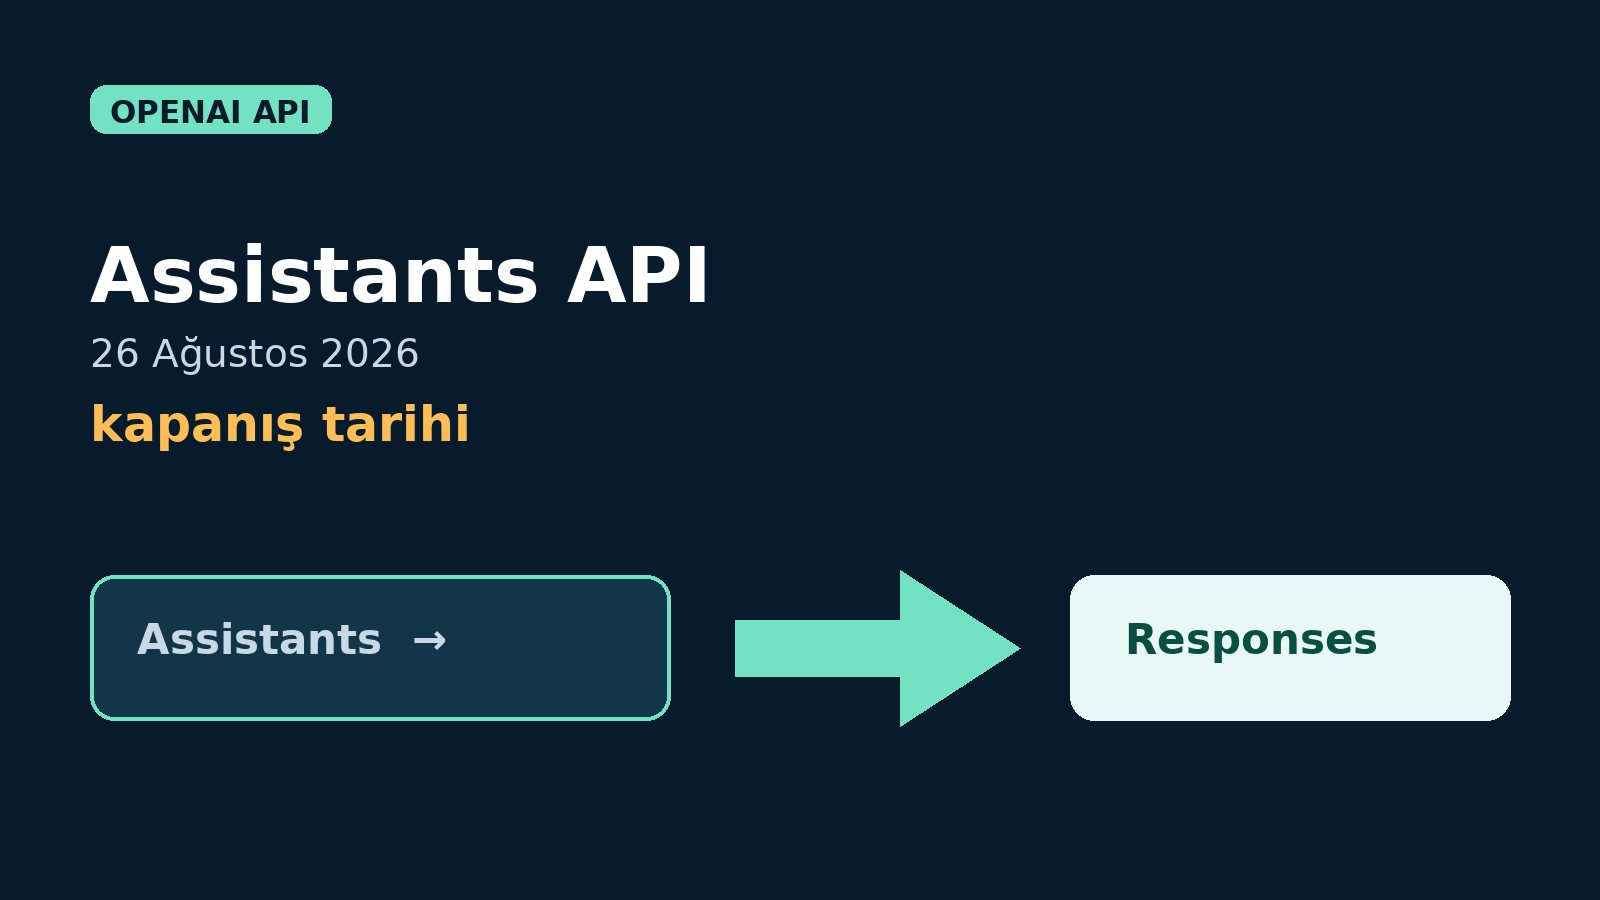 OPENAI API
Assistants API
26 Ağustos 2026
kapanış tarihi
Assistants →
Responses